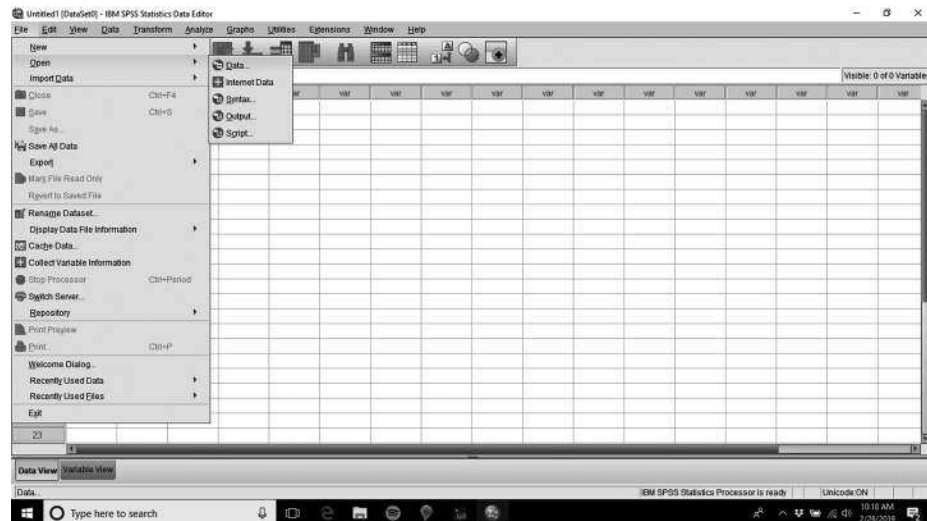 Untitled1 [DataSet0] - IBM SPSS Statistics Data Editor
File Edit View Data Transform Analyze Graphs Utilities Extensions Window Help
New
Open
Import Data
Close Ctrl+F4
Save Ctrl+S
Save As...
Save All Data
Export
Mark File Read Only
Revert to Saved File
Rename Dataset...
Display Data File Information
Cache Data...
Collect Variable Information
Stop Processor Ctrl+Period
Switch Server...
Repository
Print Preview
Print... Ctrl+P
Welcome Dialog...
Recently Used Data
Recently Used Files
Exit
Data...
Internet Data
Syntax...
Output...
Script...
Visible: 0 of 0 Variable
var var var var var var var var var var var
23
Data View Variable View
Data... IBM SPSS Statistics Processor is ready Unicode:ON
Type here to search
10:18 AM
2/26/2019